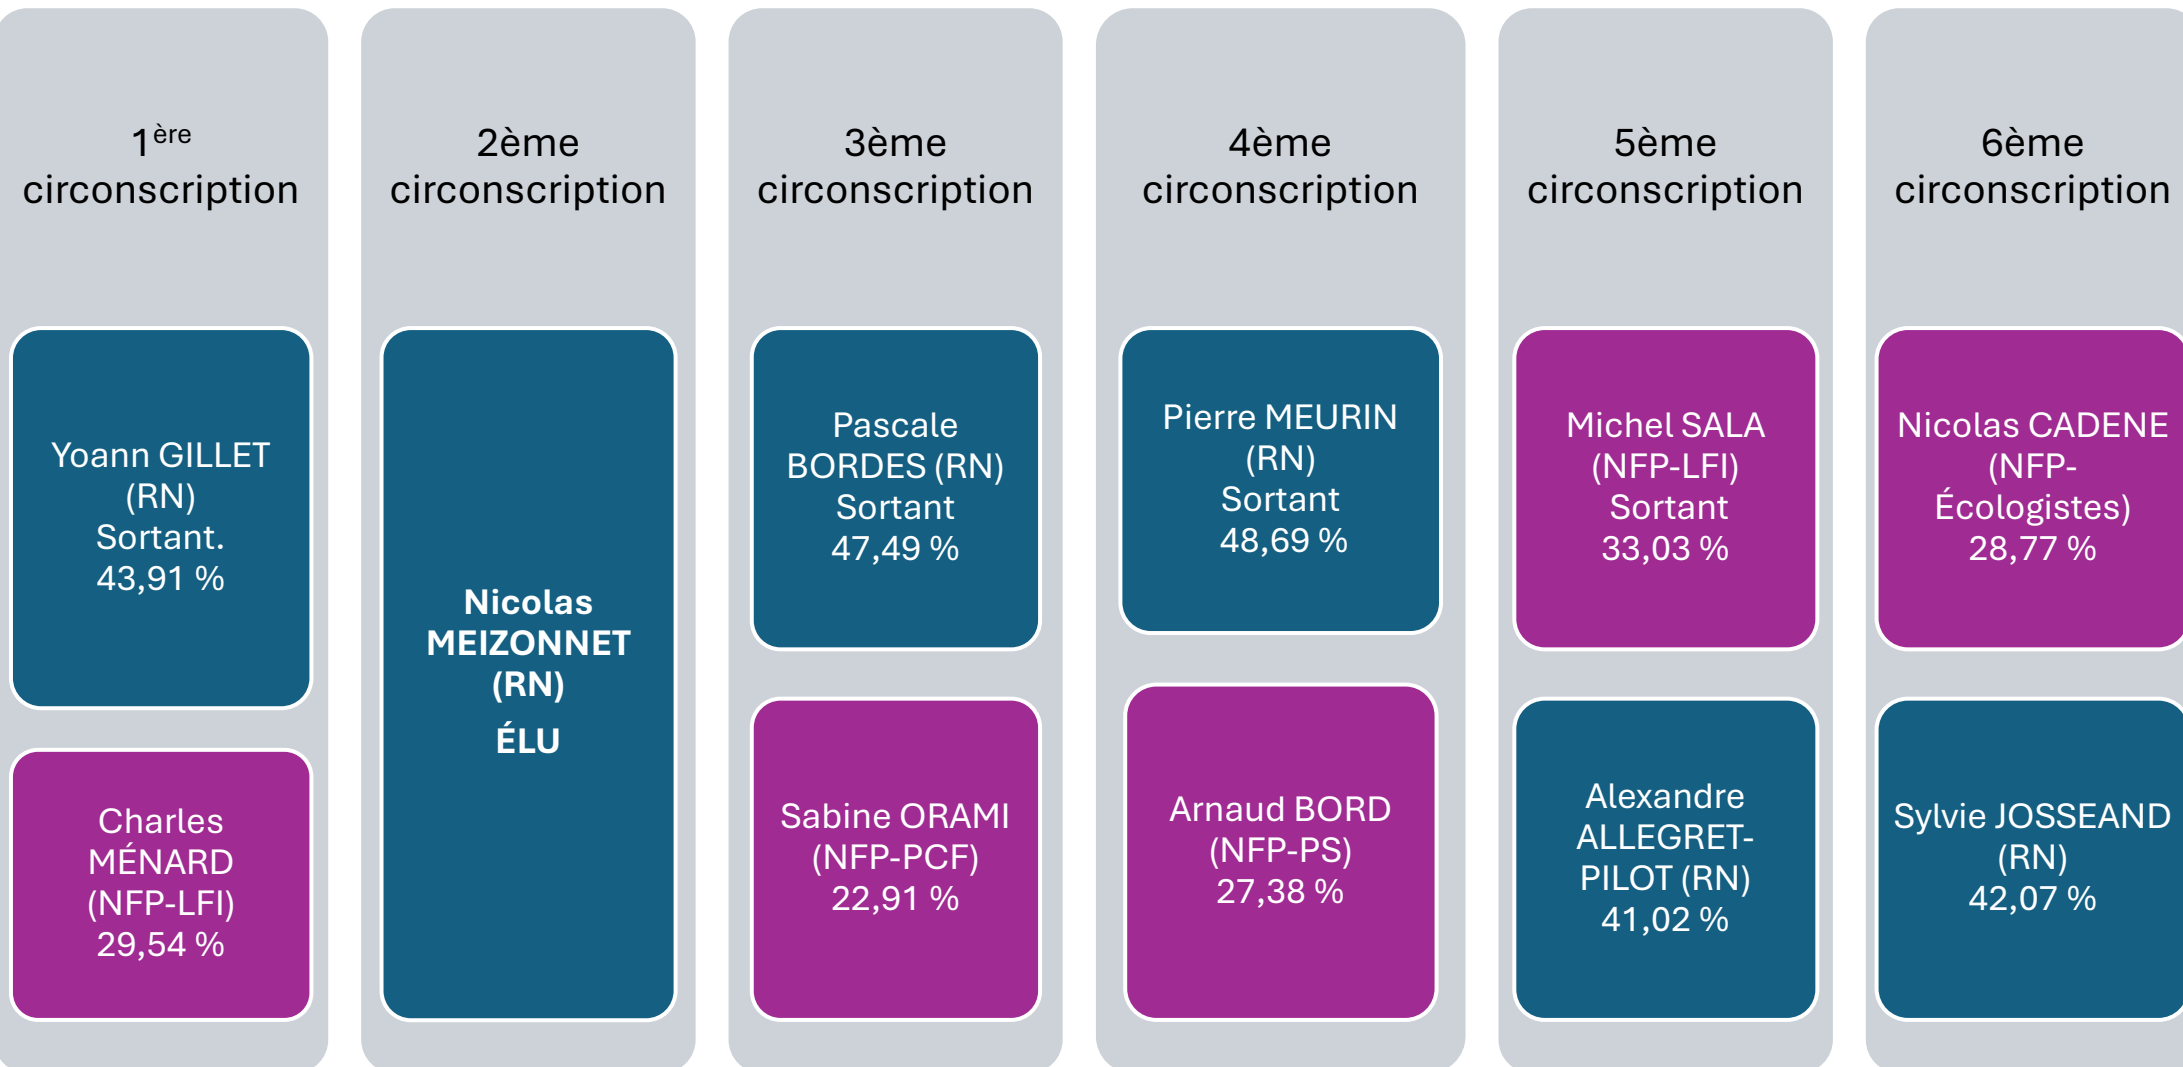 1ère
circonscription
Yoann GILLET
(RN)
Sortant.
43,91 %
Charles
MÉNARD
(NFP-LFI)
29,54 %
2ème
circonscription
Nicolas
MEIZONNET
(RN)
ÉLU
3ème
circonscription
Pascale
BORDES (RN)
Sortant
47,49 %
Sabine ORAMI
(NFP-PCF)
22,91 %
4ème
circonscription
Pierre MEURIN
(RN)
Sortant
48,69 %
Arnaud BORD
(NFP-PS)
27,38 %
5ème
circonscription
Michel SALA
(NFP-LFI)
Sortant
33,03 %
Alexandre
ALLEGRET-
PILOT (RN)
41,02 %
6ème
circonscription
Nicolas CADENE
(NFP-
Écologistes)
28,77 %
Sylvie JOSSEAND
(RN)
42,07 %